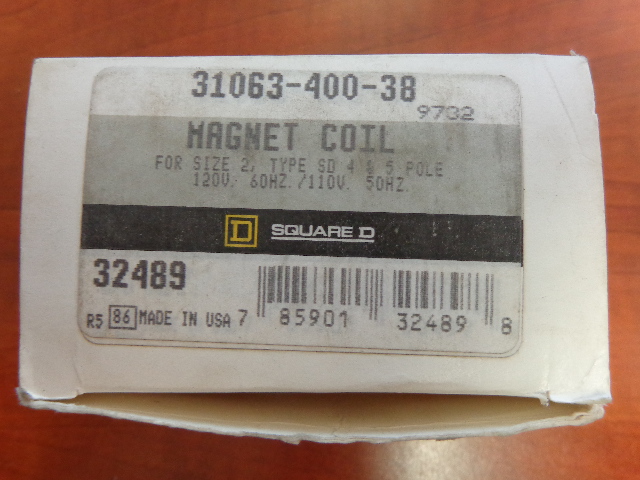 31063-400-38
9732
MAGNET COIL
FOR SIZE 2, TYPE SD 4 & 5 POLE
120V. 60HZ./110V. 50HZ.
D SQUARE D
32489
R5 86 MADE IN USA 7 85901 32489 8